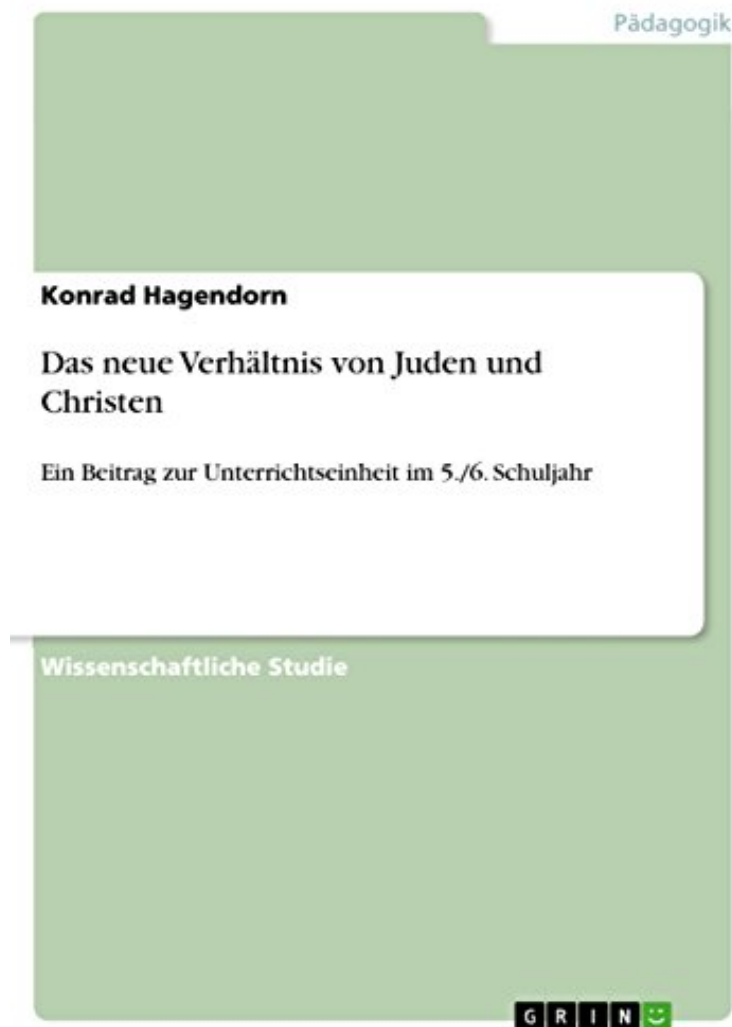 Pädagogik
Konrad Hagendorn
Das neue Verhältnis von Juden und
Christen
Ein Beitrag zur Unterrichtseinheit im 5./6. Schuljahr
Wissenschaftliche Studie
GRIN